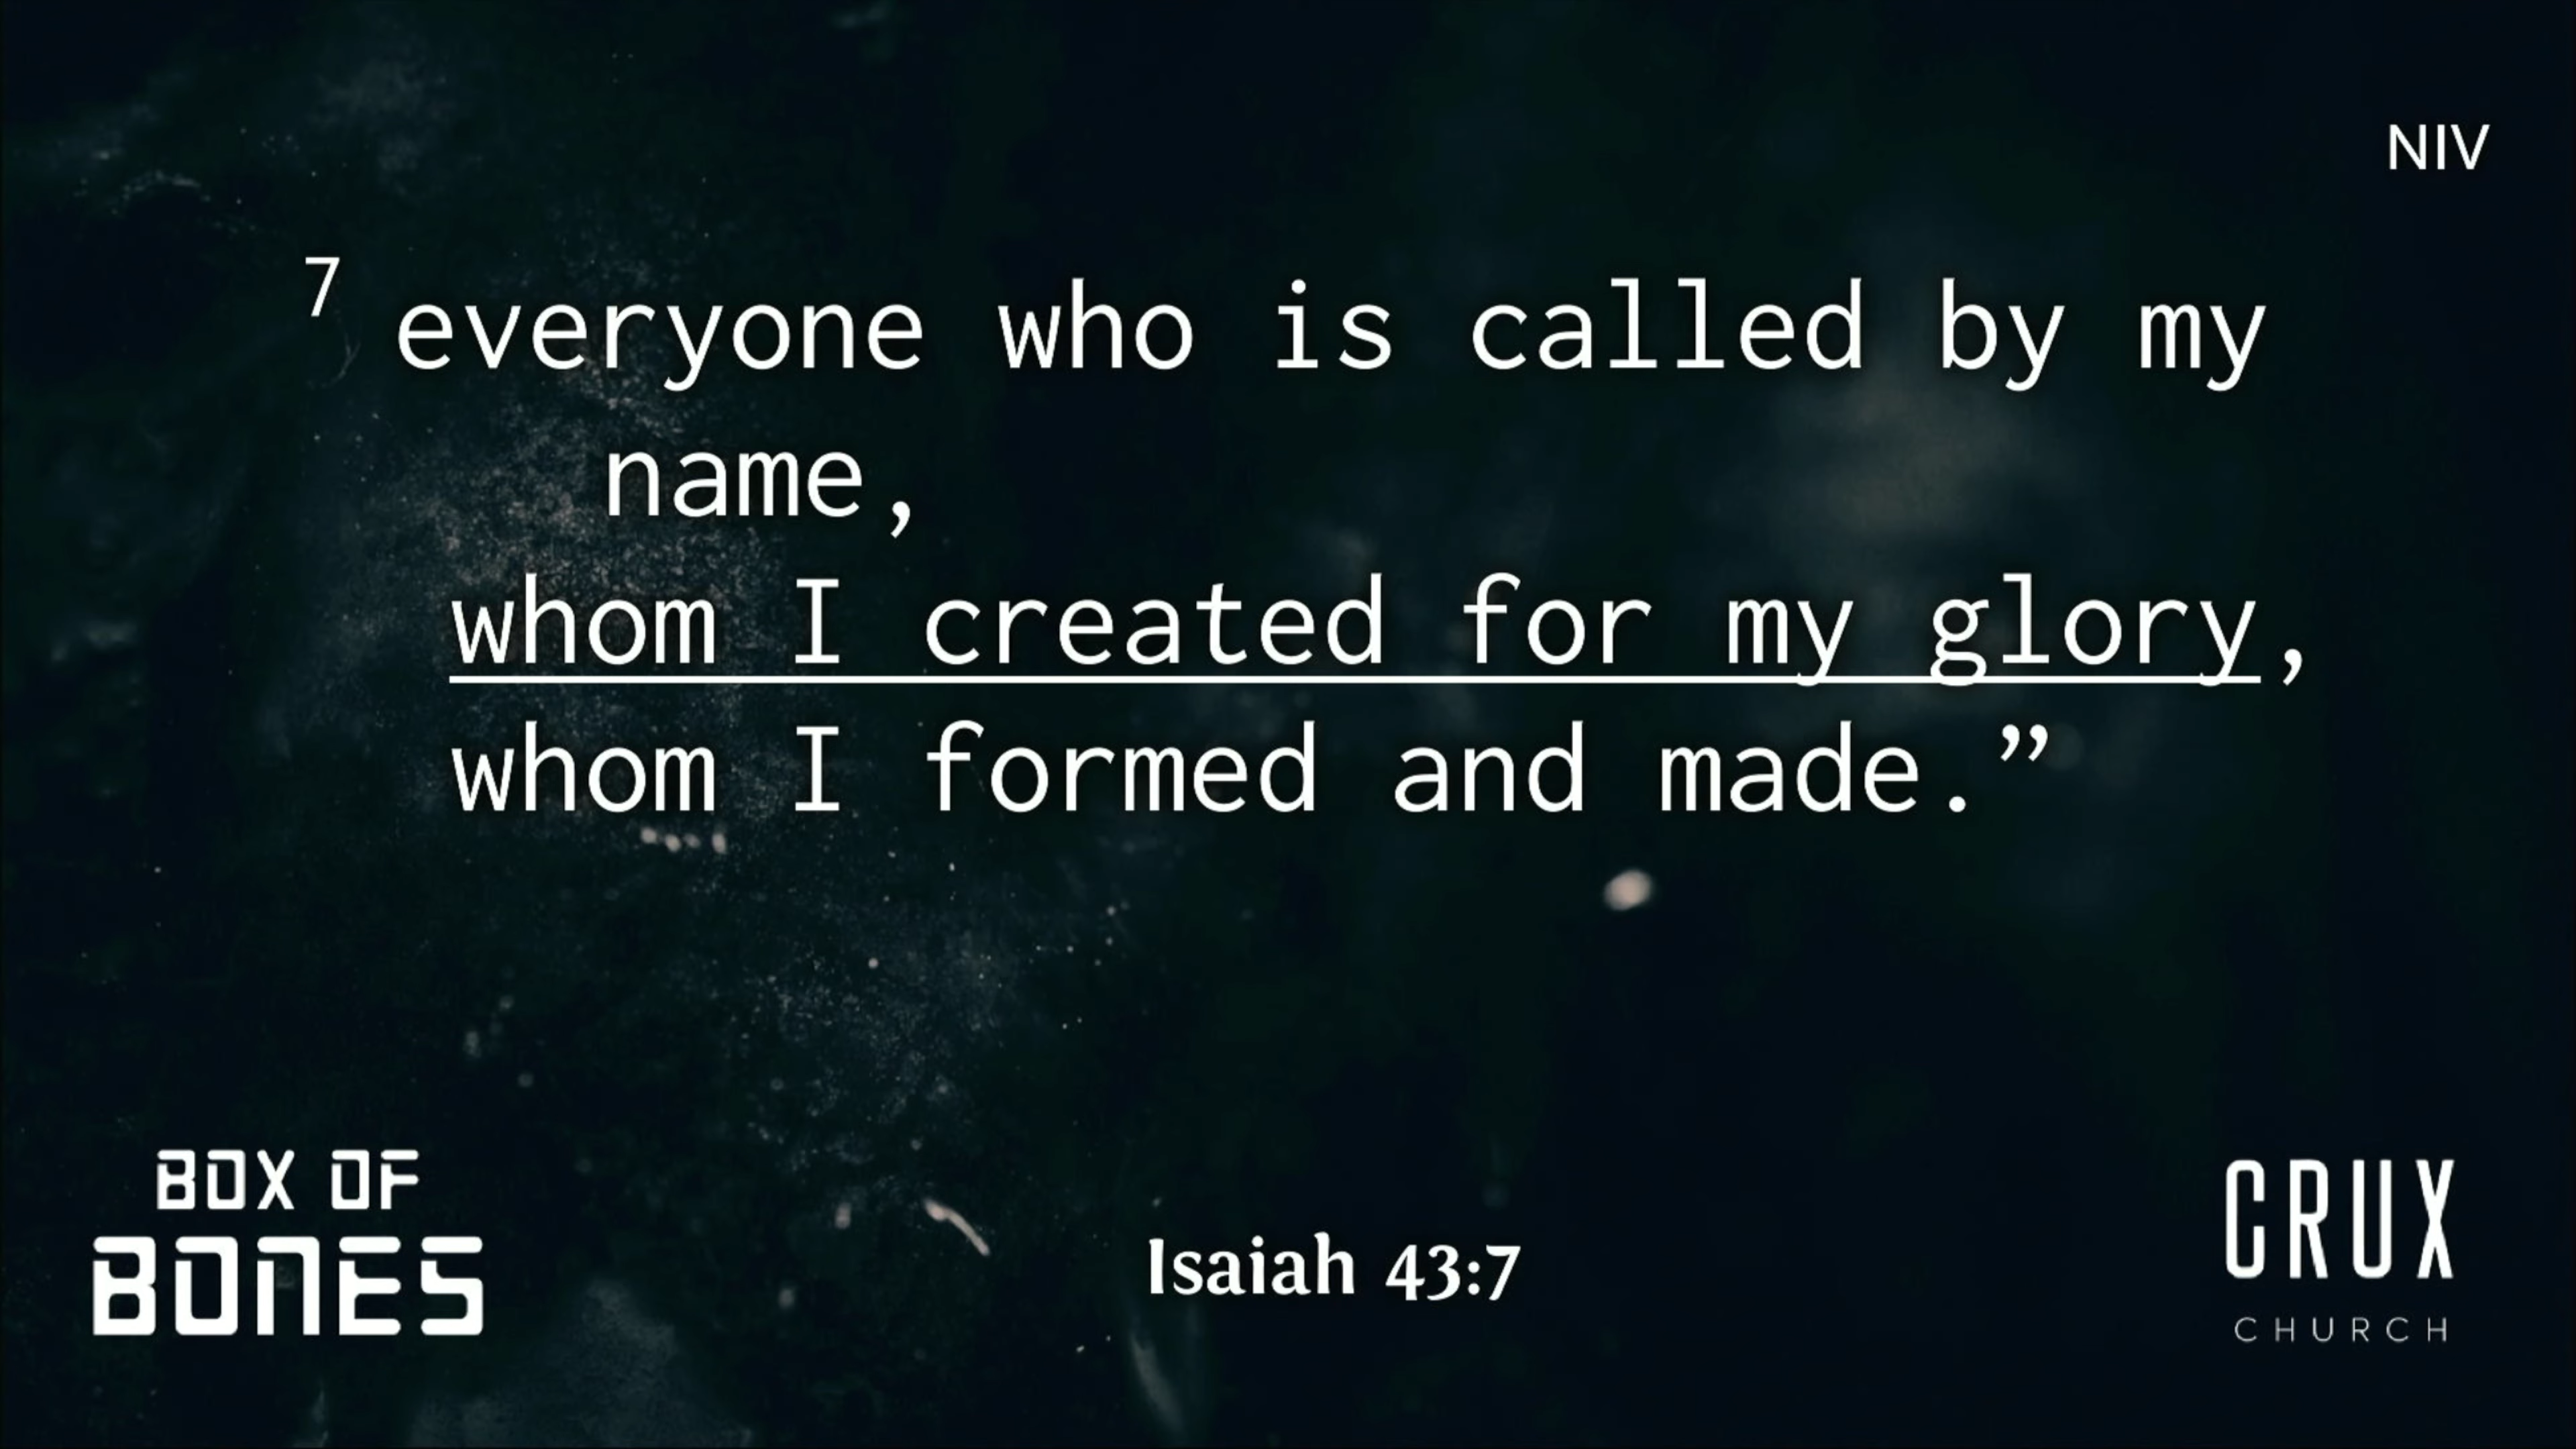 NIV
7 everyone who is called by my
name,
whom I created for my glory,
whom I formed and made.”
BOX OF
BONES
Isaiah 43:7
CRUX
CHURCH